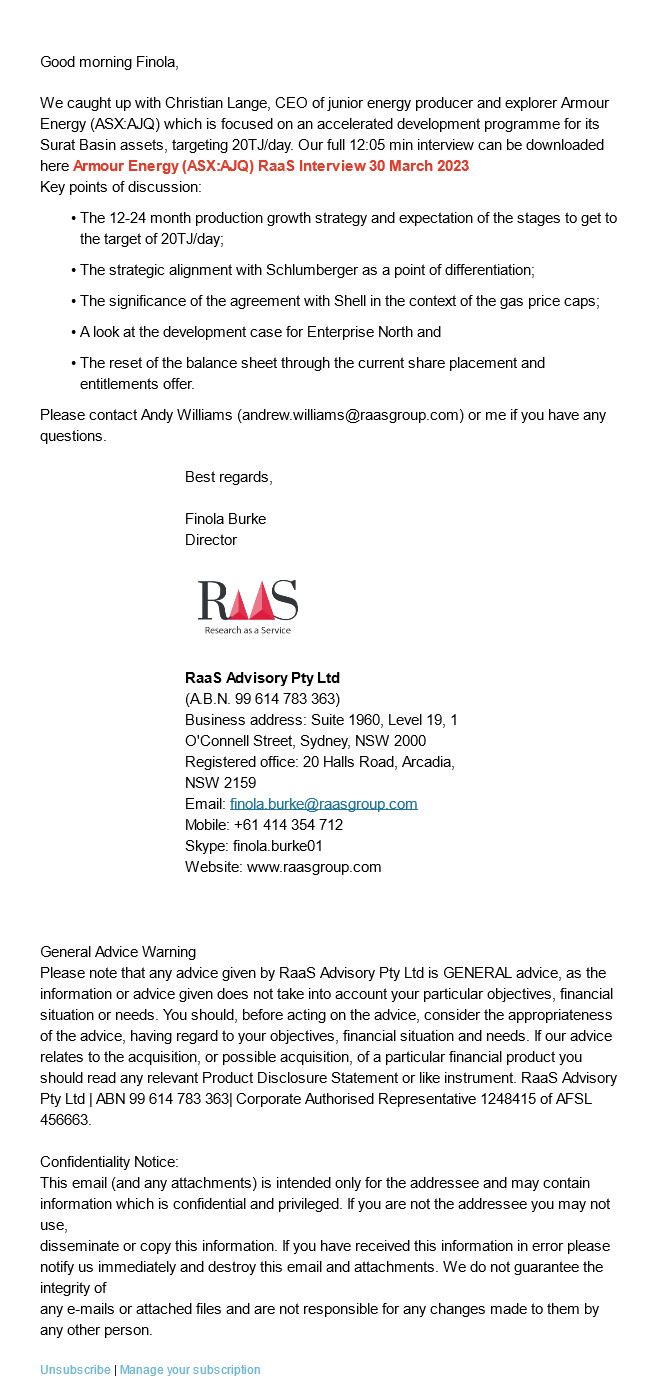 Good morning Finola,
We caught up with Christian Lange, CEO of junior energy producer and explorer Armour
Energy (ASX:AJQ) which is focused on an accelerated development programme for its
Surat Basin assets, targeting 20TJ/day. Our full 12:05 min interview can be downloaded
here Armour Energy (ASX:AJQ) RaaS Interview 30 March 2023
Key points of discussion:
• The 12-24 month production growth strategy and expectation of the stages to get to
the target of 20TJ/day;
• The strategic alignment with Schlumberger as a point of differentiation;
• The significance of the agreement with Shell in the context of the gas price caps;
• A look at the development case for Enterprise North and
• The reset of the balance sheet through the current share placement and
entitlements offer.
Please contact Andy Williams (andrew.williams@raasgroup.com) or me if you have any
questions.
Best regards,
Finola Burke
Director
RAAS
Research as a Service
RaaS Advisory Pty Ltd
(A.B.N. 99 614 783 363)
Business address: Suite 1960, Level 19, 1
O'Connell Street, Sydney, NSW 2000
Registered office: 20 Halls Road, Arcadia,
NSW 2159
Email: finola.burke@raasgroup.com
Mobile: +61 414 354 712
Skype: finola.burke01
Website: www.raasgroup.com
General Advice Warning
Please note that any advice given by RaaS Advisory Pty Ltd is GENERAL advice, as the
information or advice given does not take into account your particular objectives, financial
situation or needs. You should, before acting on the advice, consider the appropriateness
of the advice, having regard to your objectives, financial situation and needs. If our advice
relates to the acquisition, or possible acquisition, of a particular financial product you
should read any relevant Product Disclosure Statement or like instrument. RaaS Advisory
Pty Ltd | ABN 99 614 783 363| Corporate Authorised Representative 1248415 of AFSL
456663.
Confidentiality Notice:
This email (and any attachments) is intended only for the addressee and may contain
information which is confidential and privileged. If you are not the addressee you may not
use,
disseminate or copy this information. If you have received this information in error please
notify us immediately and destroy this email and attachments. We do not guarantee the
integrity of
any e-mails or attached files and are not responsible for any changes made to them by
any other person.
Unsubscribe | Manage your subscription